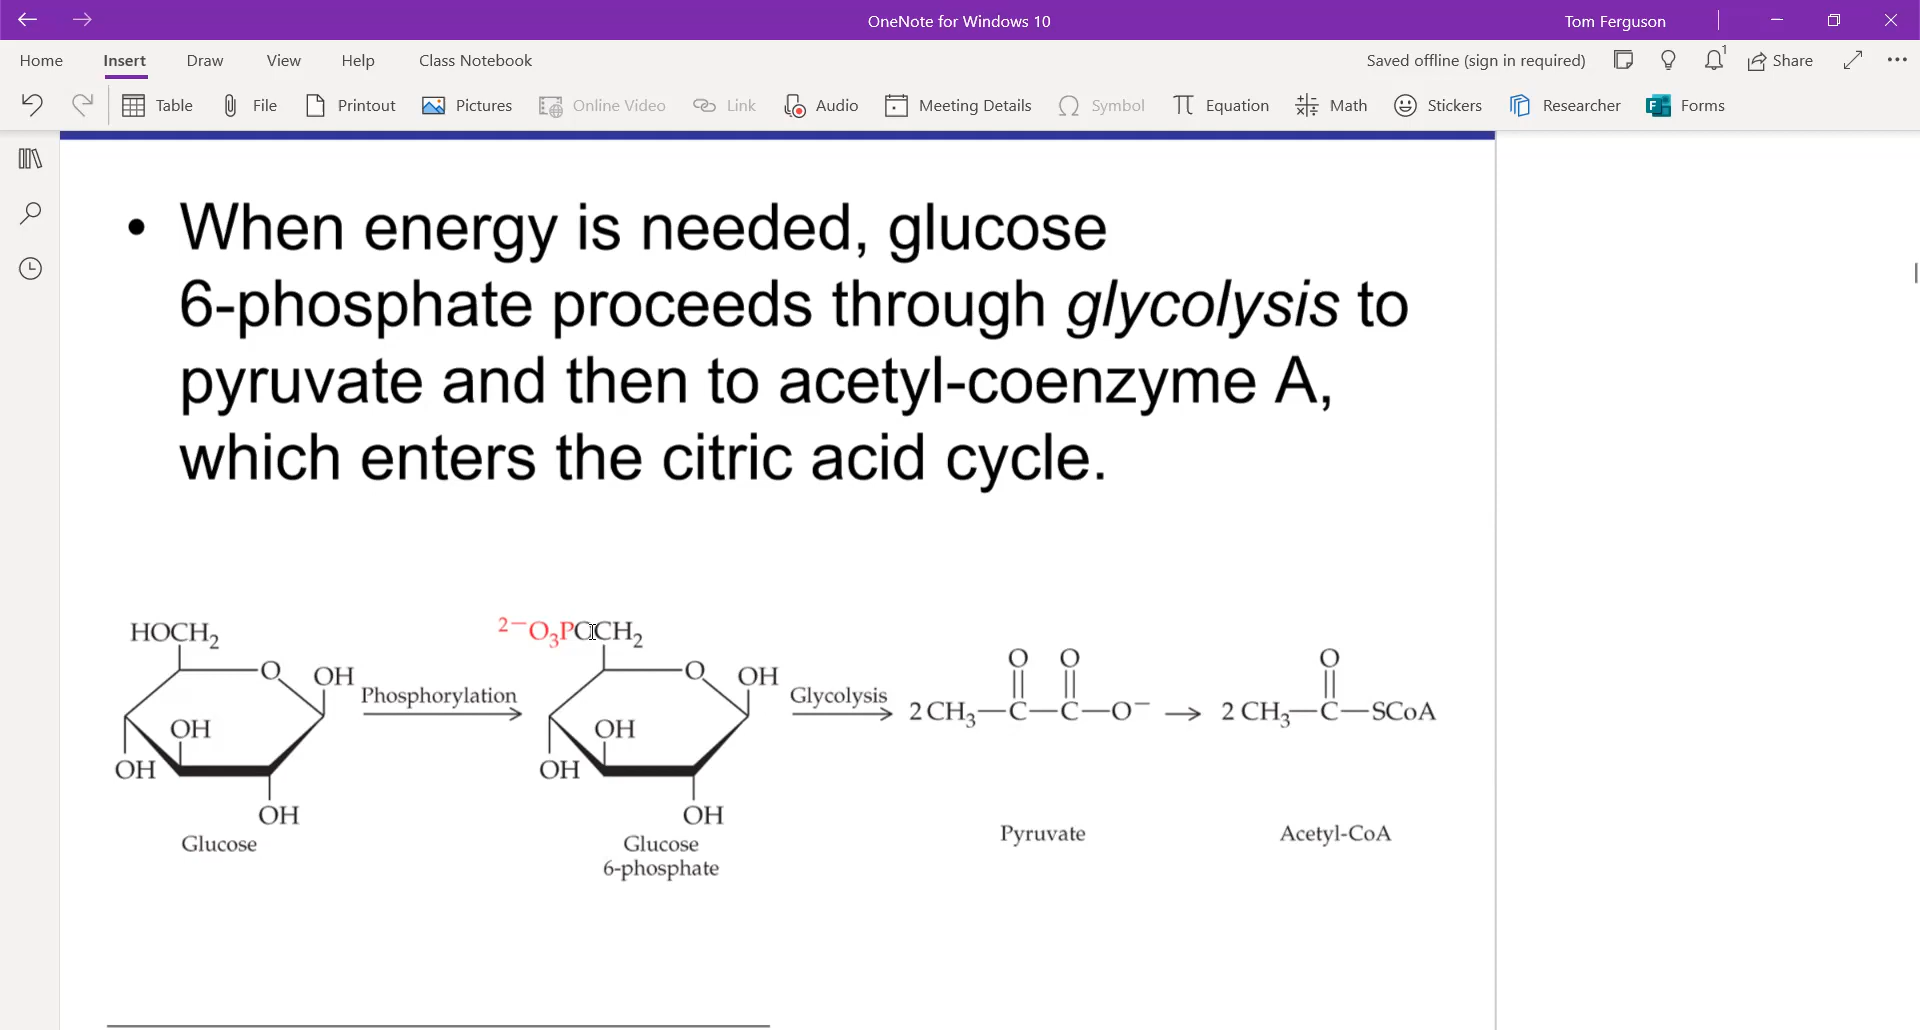 OneNote for Windows 10
Tom Ferguson
Home Insert Draw View Help Class Notebook
Saved offline (sign in required) 1 Share
Table File Printout Pictures Online Video Link Audio Meeting Details Symbol Equation Math Stickers Researcher Forms
• When energy is needed, glucose
6-phosphate proceeds through glycolysis to
pyruvate and then to acetyl-coenzyme A,
which enters the citric acid cycle.
HOCH₂
O OH
OH
OH
OH
Glucose
Phosphorylation
²⁻O₃POCH₂
O OH
OH
OH
OH
Glucose
6-phosphate
Glycolysis
O O
2 CH₃—C—C—O⁻
Pyruvate
O
2 CH₃—C—SCoA
Acetyl-CoA